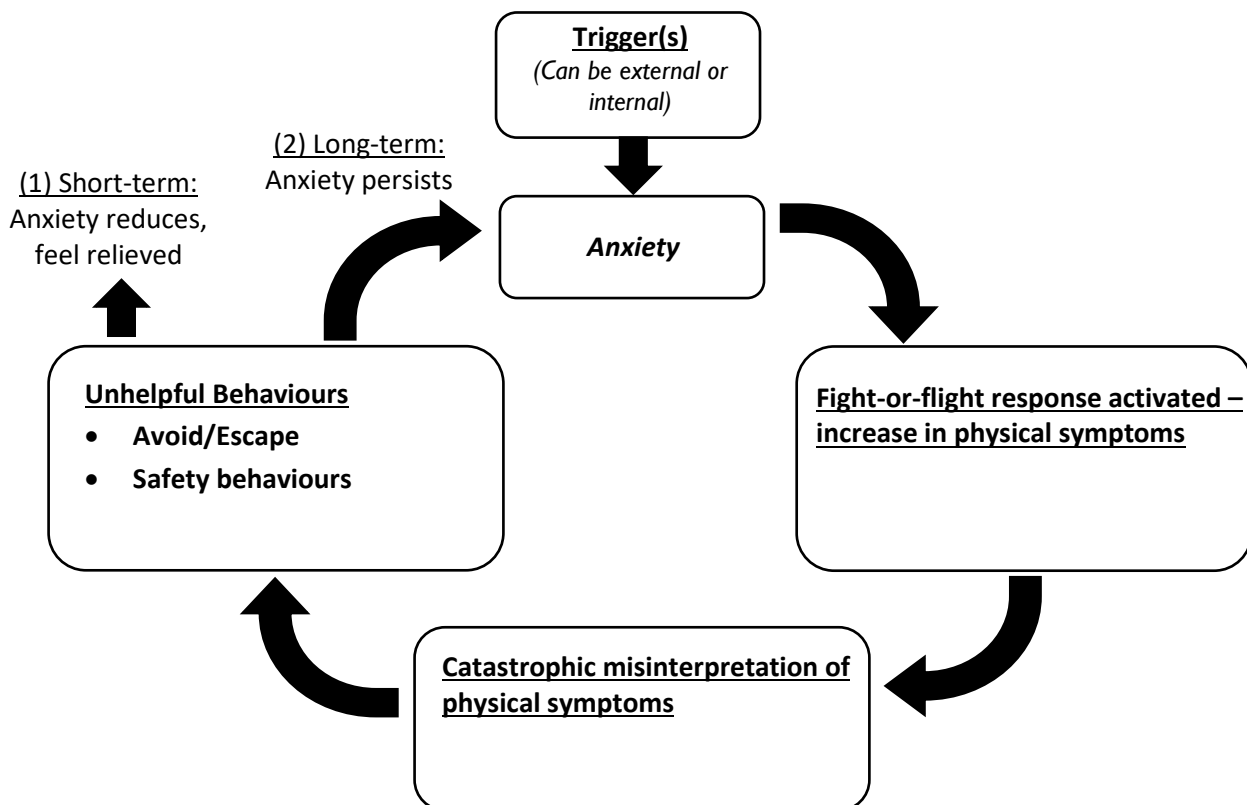 Trigger(s)
(Can be external or
internal)
(2) Long-term:
Anxiety persists
(1) Short-term:
Anxiety reduces,
feel relieved
Anxiety
Unhelpful Behaviours
• Avoid/Escape
• Safety behaviours
Fight-or-flight response activated –
increase in physical symptoms
Catastrophic misinterpretation of
physical symptoms